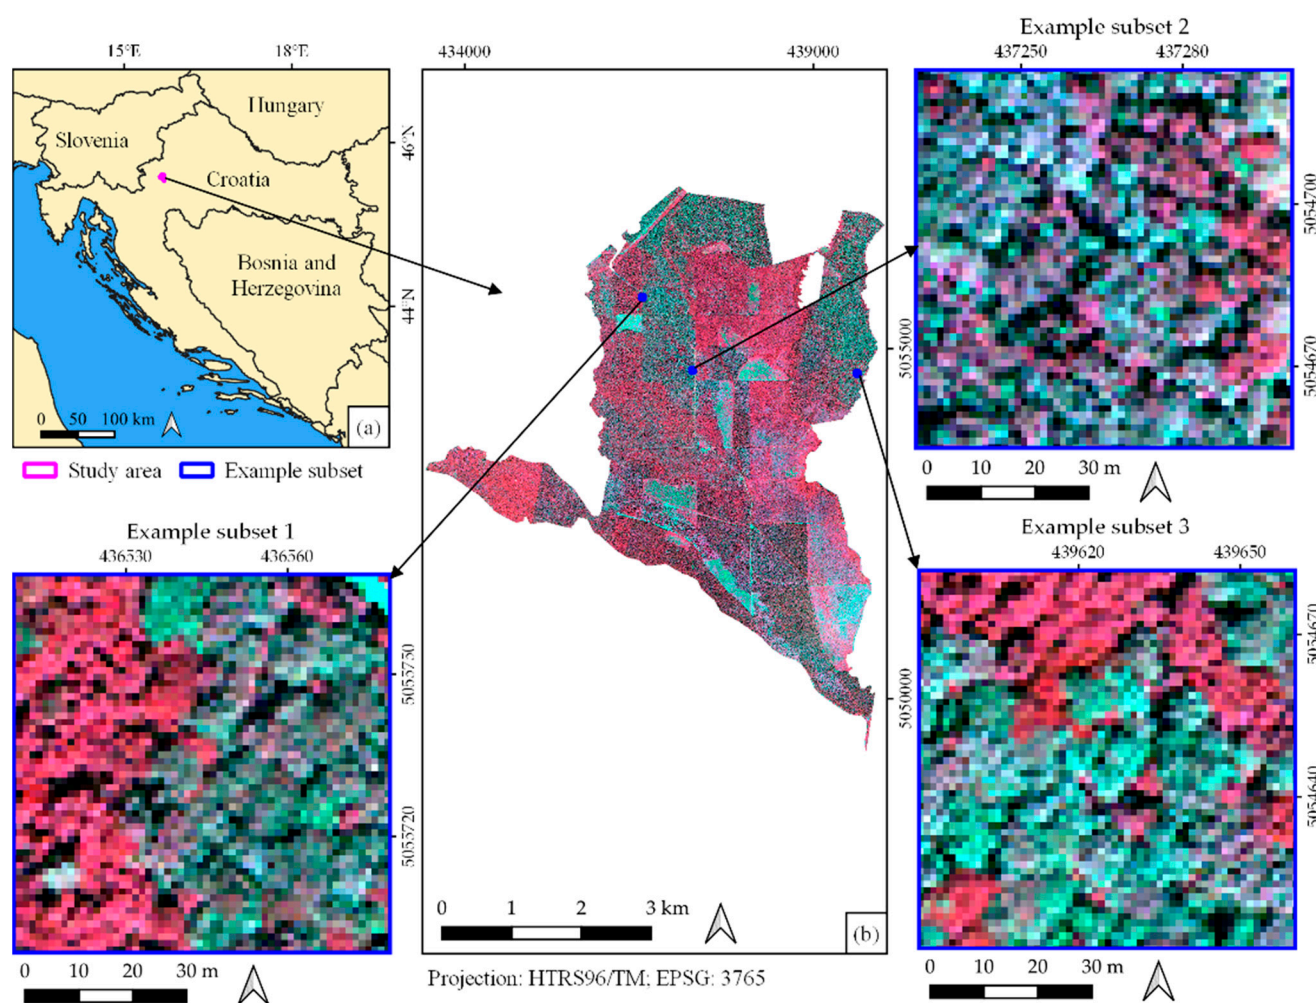 15°E
18°E
Hungary
Slovenia
Croatia
Bosnia and
Herzegovina
46°N
44°N
0 50 100 km
(a)
Study area
Example subset
434000
439000
5055000
5050000
0 1 2 3 km
(b)
Projection: HTRS96/TM; EPSG: 3765
Example subset 2
437250
437280
5054700
5054670
0 10 20 30 m
Example subset 1
436530
436560
5055750
5055720
0 10 20 30 m
Example subset 3
439620
439650
5054670
5054640
0 10 20 30 m